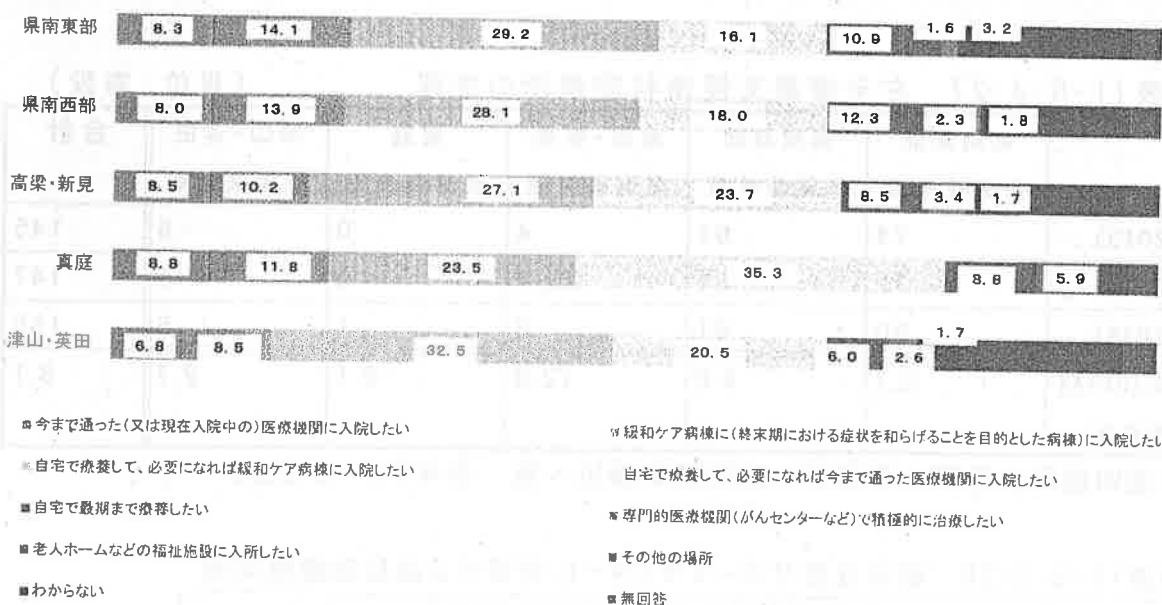 県南東部 8.3 14.1 29.2 16.1 10.9 1.6 3.2
県南西部 8.0 13.9 28.1 18.0 12.3 2.3 1.8
高梁・新見 8.5 10.2 27.1 23.7 8.5 3.4 1.7
真庭 8.8 11.8 23.5 35.3 8.8 5.9
津山・英田 6.8 8.5 32.5 20.5 6.0 2.6 1.7
今まで通った(又は現在入院中の)医療機関に入院したい
緩和ケア病棟に(終末期における症状を和らげることを目的とした病棟)に入院したい
自宅で療養して、必要になれば緩和ケア病棟に入院したい
自宅で療養して、必要になれば今まで通った医療機関に入院したい
自宅で最期まで療養したい
専門的医療機関(がんセンターなど)で積極的に治療したい
老人ホームなどの福祉施設に入所したい
その他の場所
わからない
無回答